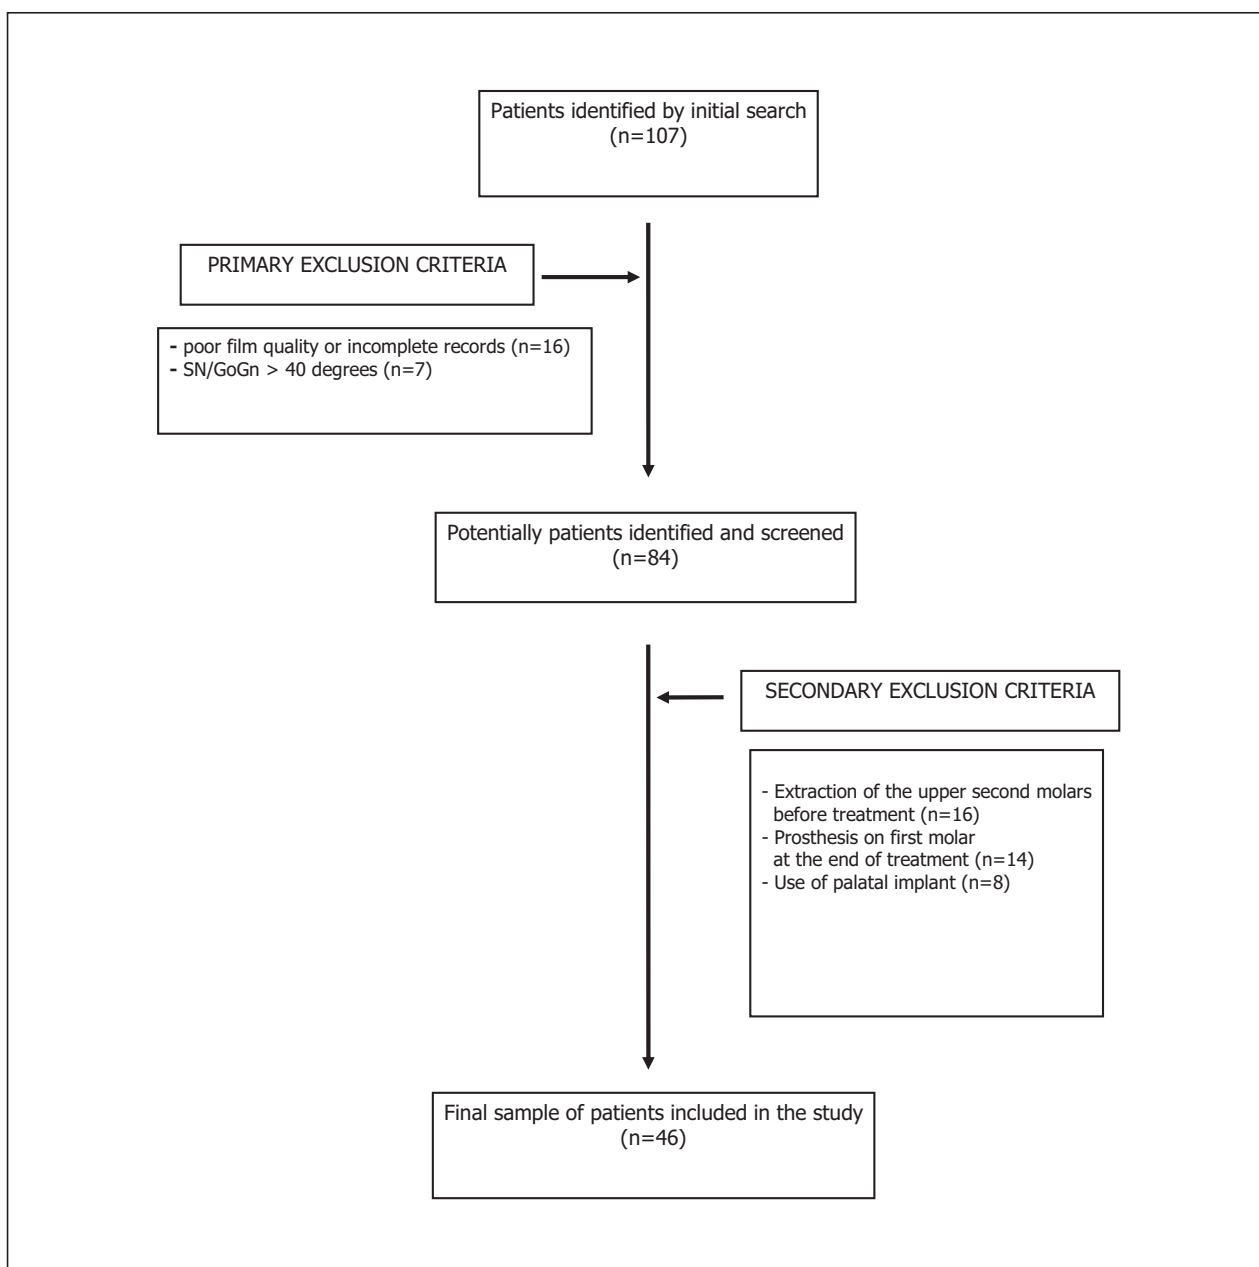 Patients identified by initial search
(n=107)
PRIMARY EXCLUSION CRITERIA
- poor film quality or incomplete records (n=16)
- SN/GoGn > 40 degrees (n=7)
Potentially patients identified and screened
(n=84)
SECONDARY EXCLUSION CRITERIA
- Extraction of the upper second molars
before treatment (n=16)
- Prosthesis on first molar
at the end of treatment (n=14)
- Use of palatal implant (n=8)
Final sample of patients included in the study
(n=46)